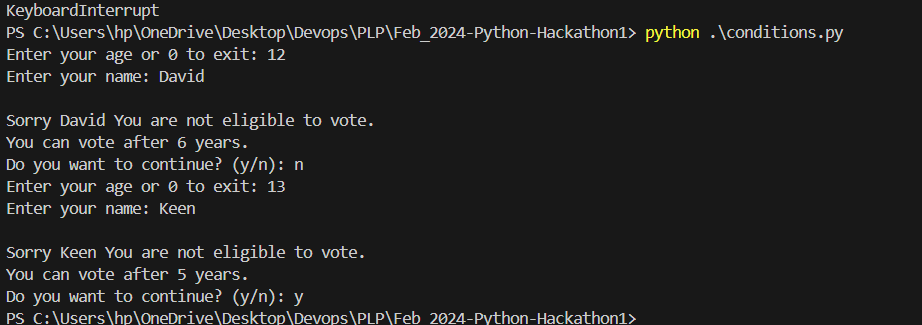 KeyboardInterrupt
PS C:\Users\hp\OneDrive\Desktop\Devops\PLP\Feb_2024-Python-Hackathon1> python .\conditions.py
Enter your age or 0 to exit: 12
Enter your name: David
Sorry David You are not eligible to vote.
You can vote after 6 years.
Do you want to continue? (y/n): n
Enter your age or 0 to exit: 13
Enter your name: Keen
Sorry Keen You are not eligible to vote.
You can vote after 5 years.
Do you want to continue? (y/n): y
PS C:\Users\hp\OneDrive\Desktop\Devops\PLP\Feb_2024-Python-Hackathon1>